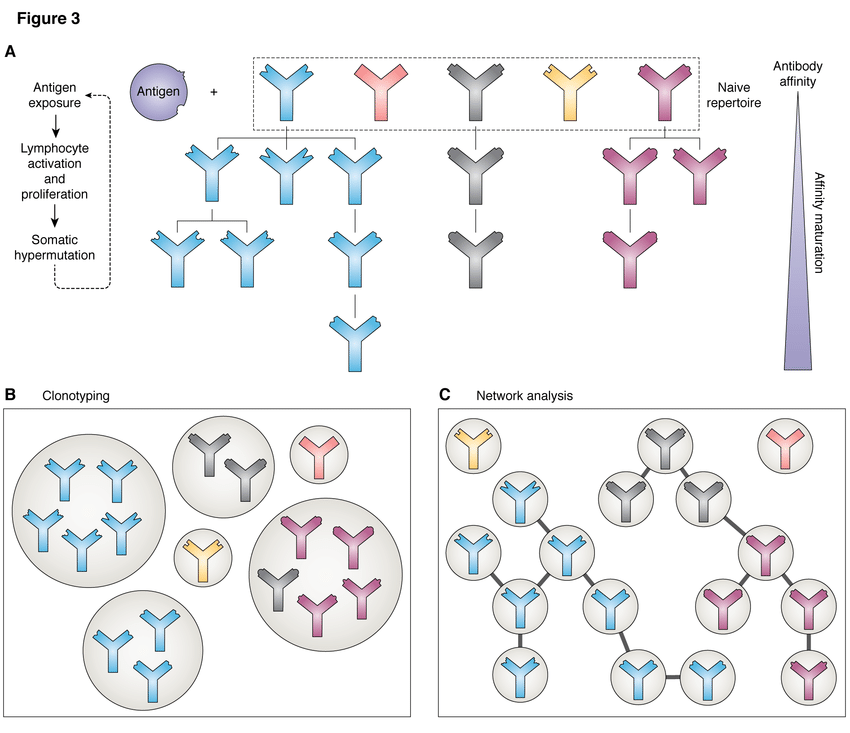 Figure 3
A
Antigen
exposure
Lymphocyte
activation
and
proliferation
Somatic
hypermutation
Antigen
+
Naive
repertoire
Antibody
affinity
Affinity maturation
B Clonotyping
C Network analysis